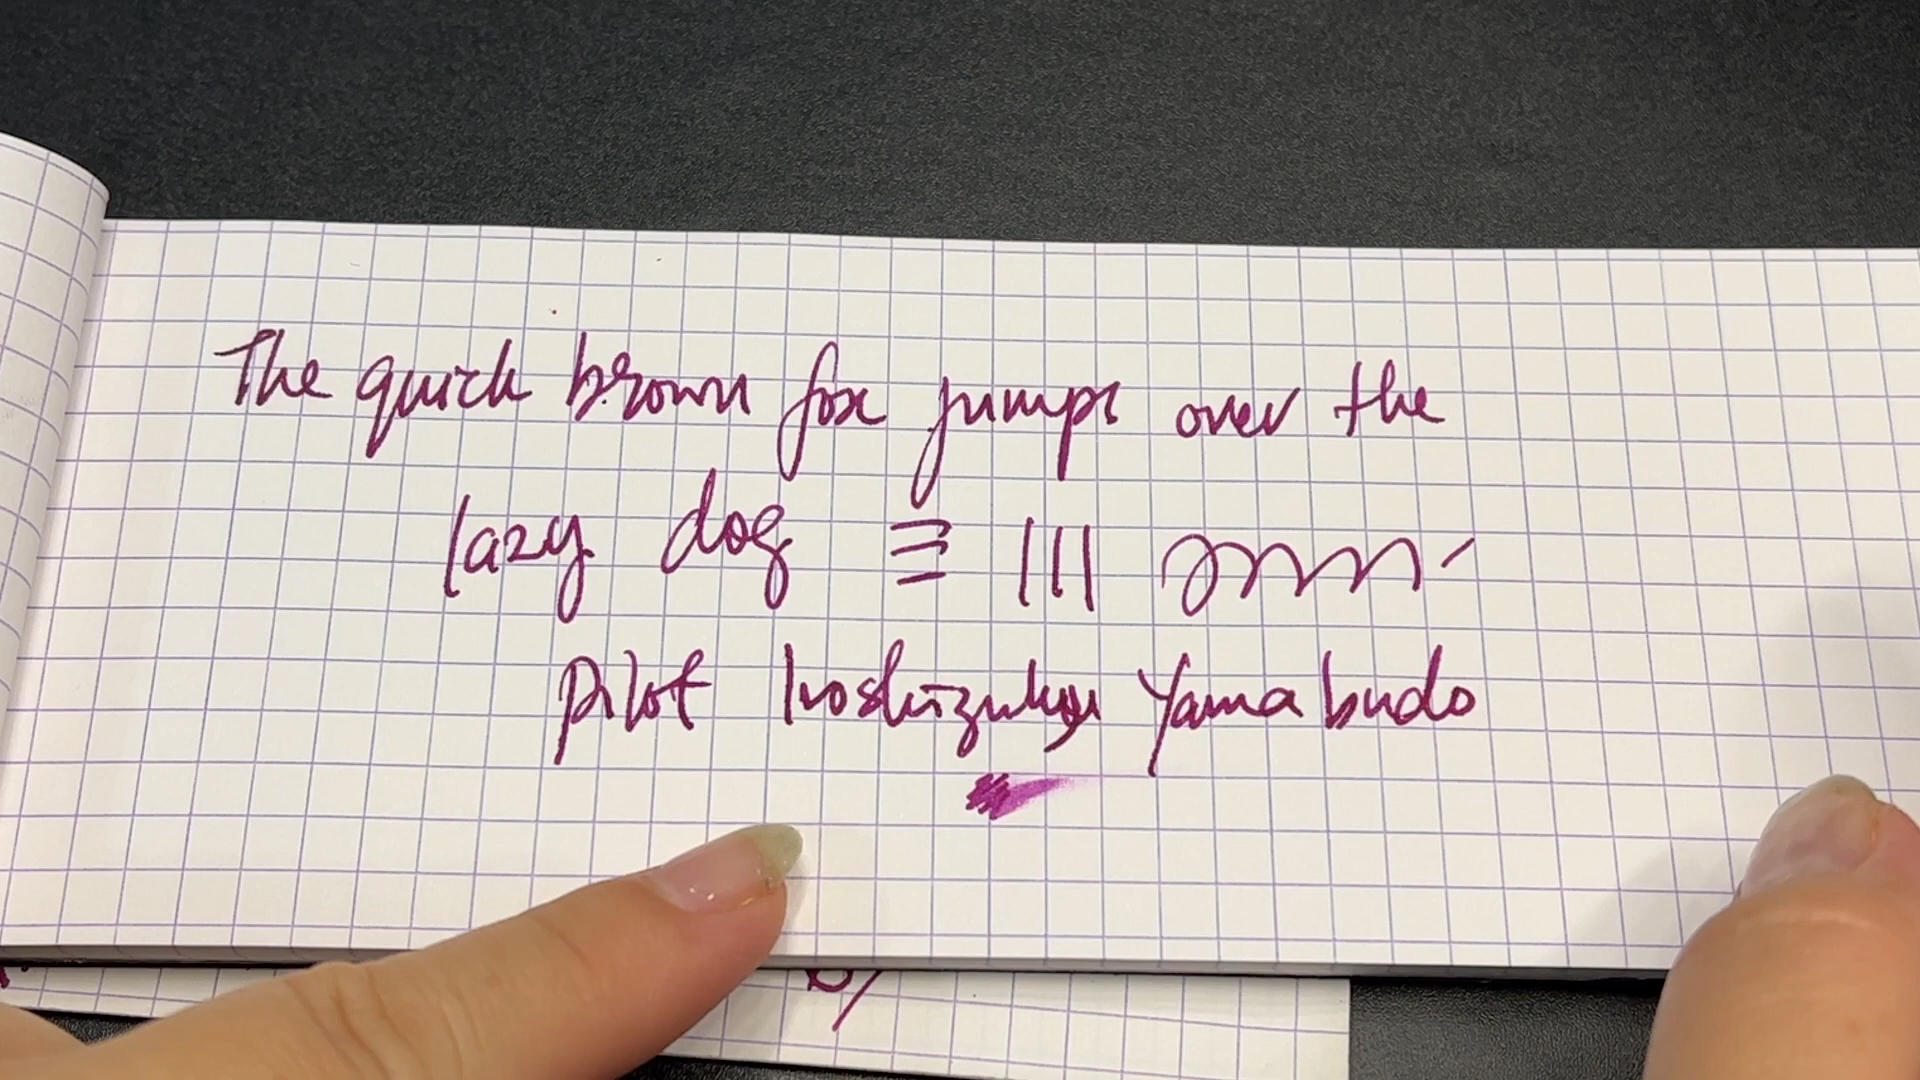 The quick brown fox jumps over the
lazy dog
Pilot Iroshizuku Yamabudo